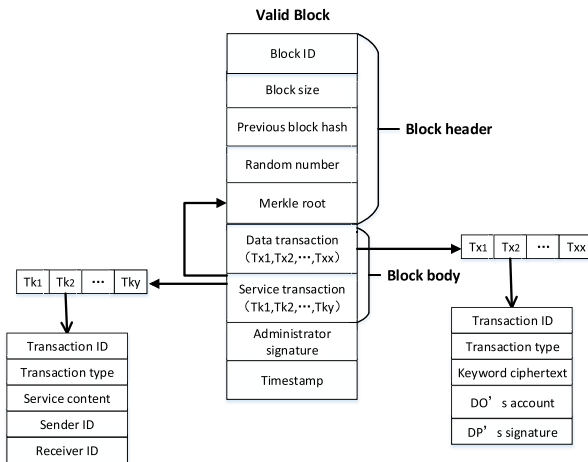 Valid Block
Block ID
Block size
Previous block hash
Random number
Merkle root
Block header
Data transaction
（Tx1,Tx2,⋯,Txx）
Service transaction
（Tk1,Tk2,⋯,Tky）
Block body
Administrator
signature
Timestamp
Tk1 Tk2 ⋯ Tky
Transaction ID
Transaction type
Service content
Sender ID
Receiver ID
Tx1 Tx2 ⋯ Txx
Transaction ID
Transaction type
Keyword ciphertext
DO’s account
DP’s signature